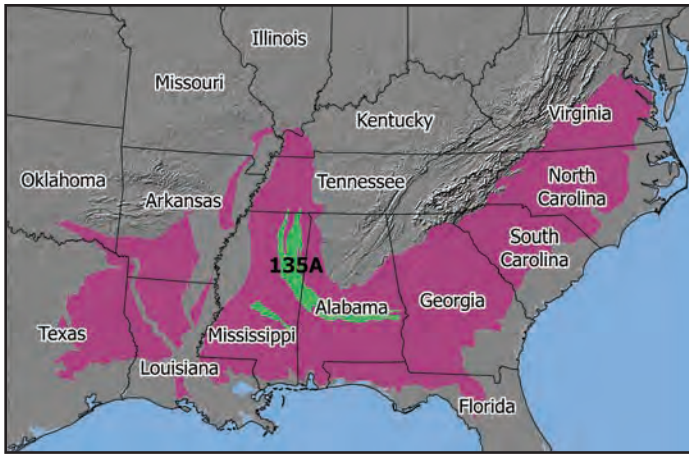 Illinois
Missouri
Virginia
Kentucky
Oklahoma
Arkansas
Tennessee
North
Carolina
South
Carolina
135A
Alabama
Georgia
Texas
Mississippi
Louisiana
Florida